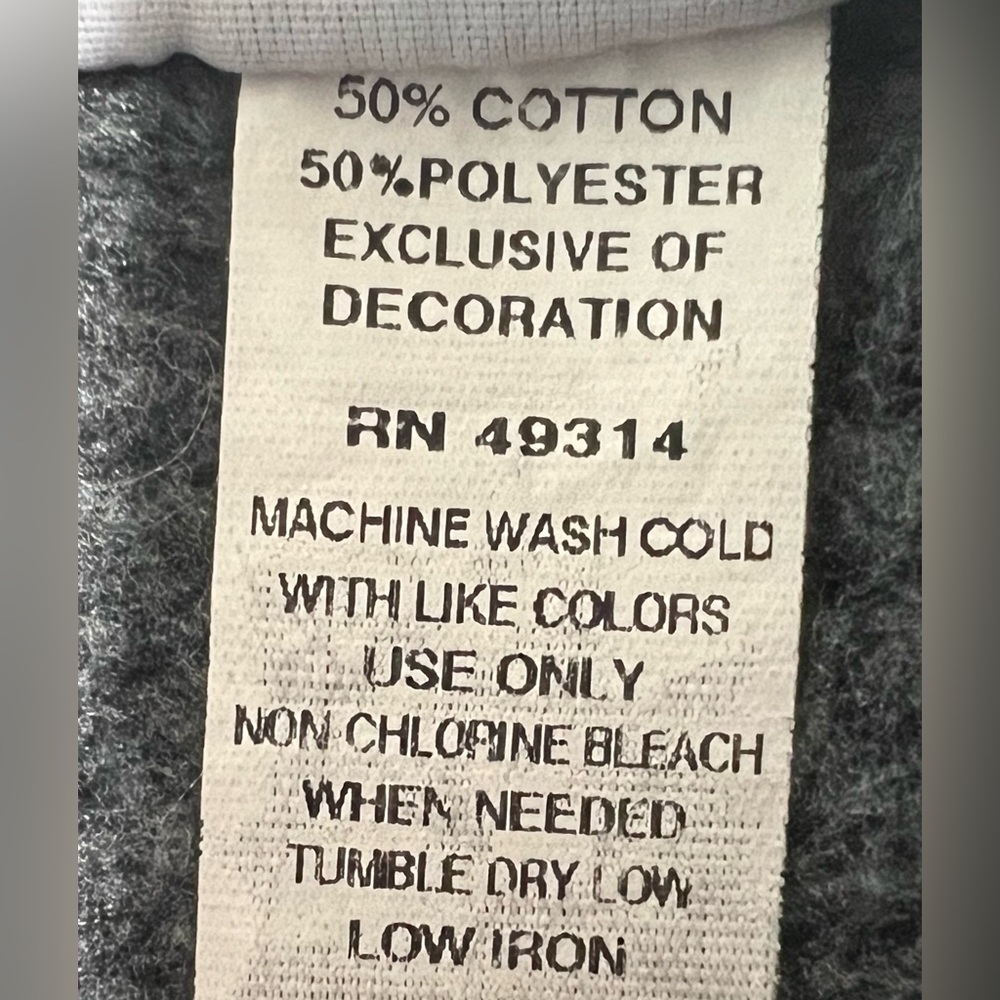 50% COTTON
50%POLYESTER
EXCLUSIVE OF
DECORATION
RN 49314
MACHINE WASH COLD
WITH LIKE COLORS
USE ONLY
NON-CHLORINE BLEACH
WHEN NEEDED
TUMBLE DRY LOW
LOW IRON